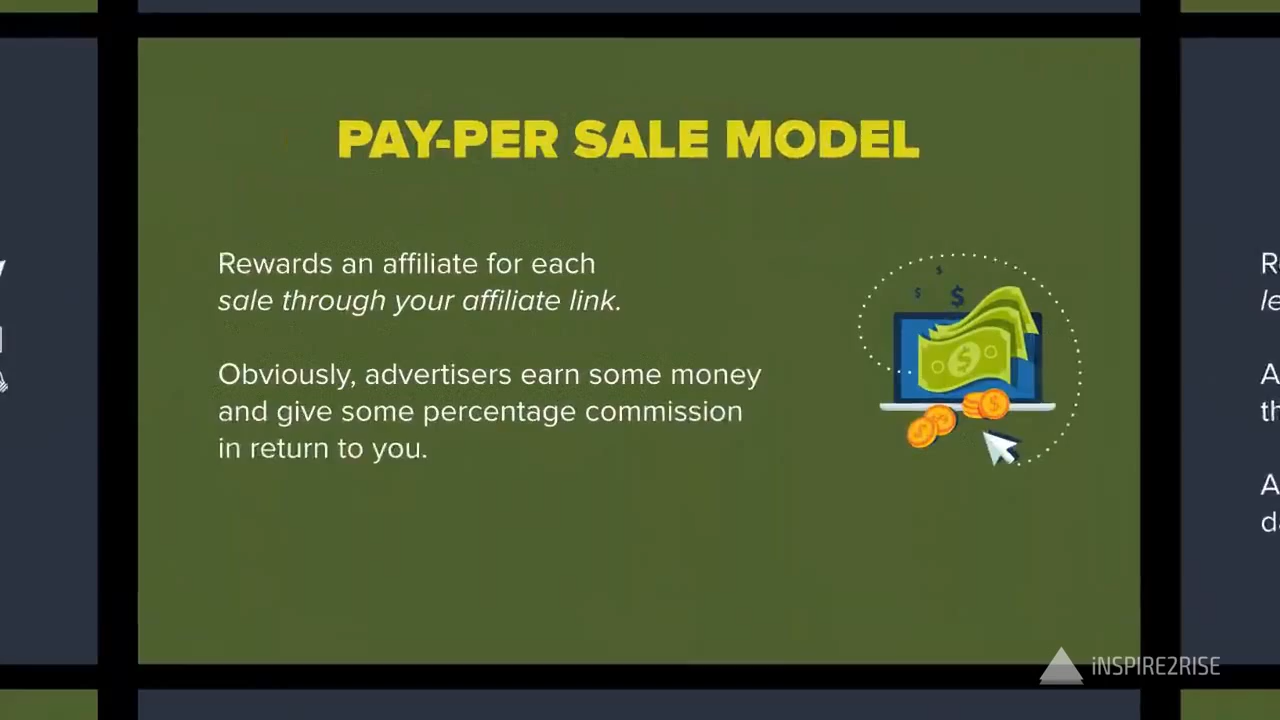 PAY-PER SALE MODEL
Rewards an affiliate for each
sale through your affiliate link.
Obviously, advertisers earn some money
and give some percentage commission
in return to you.
iNSPIRE2RISE